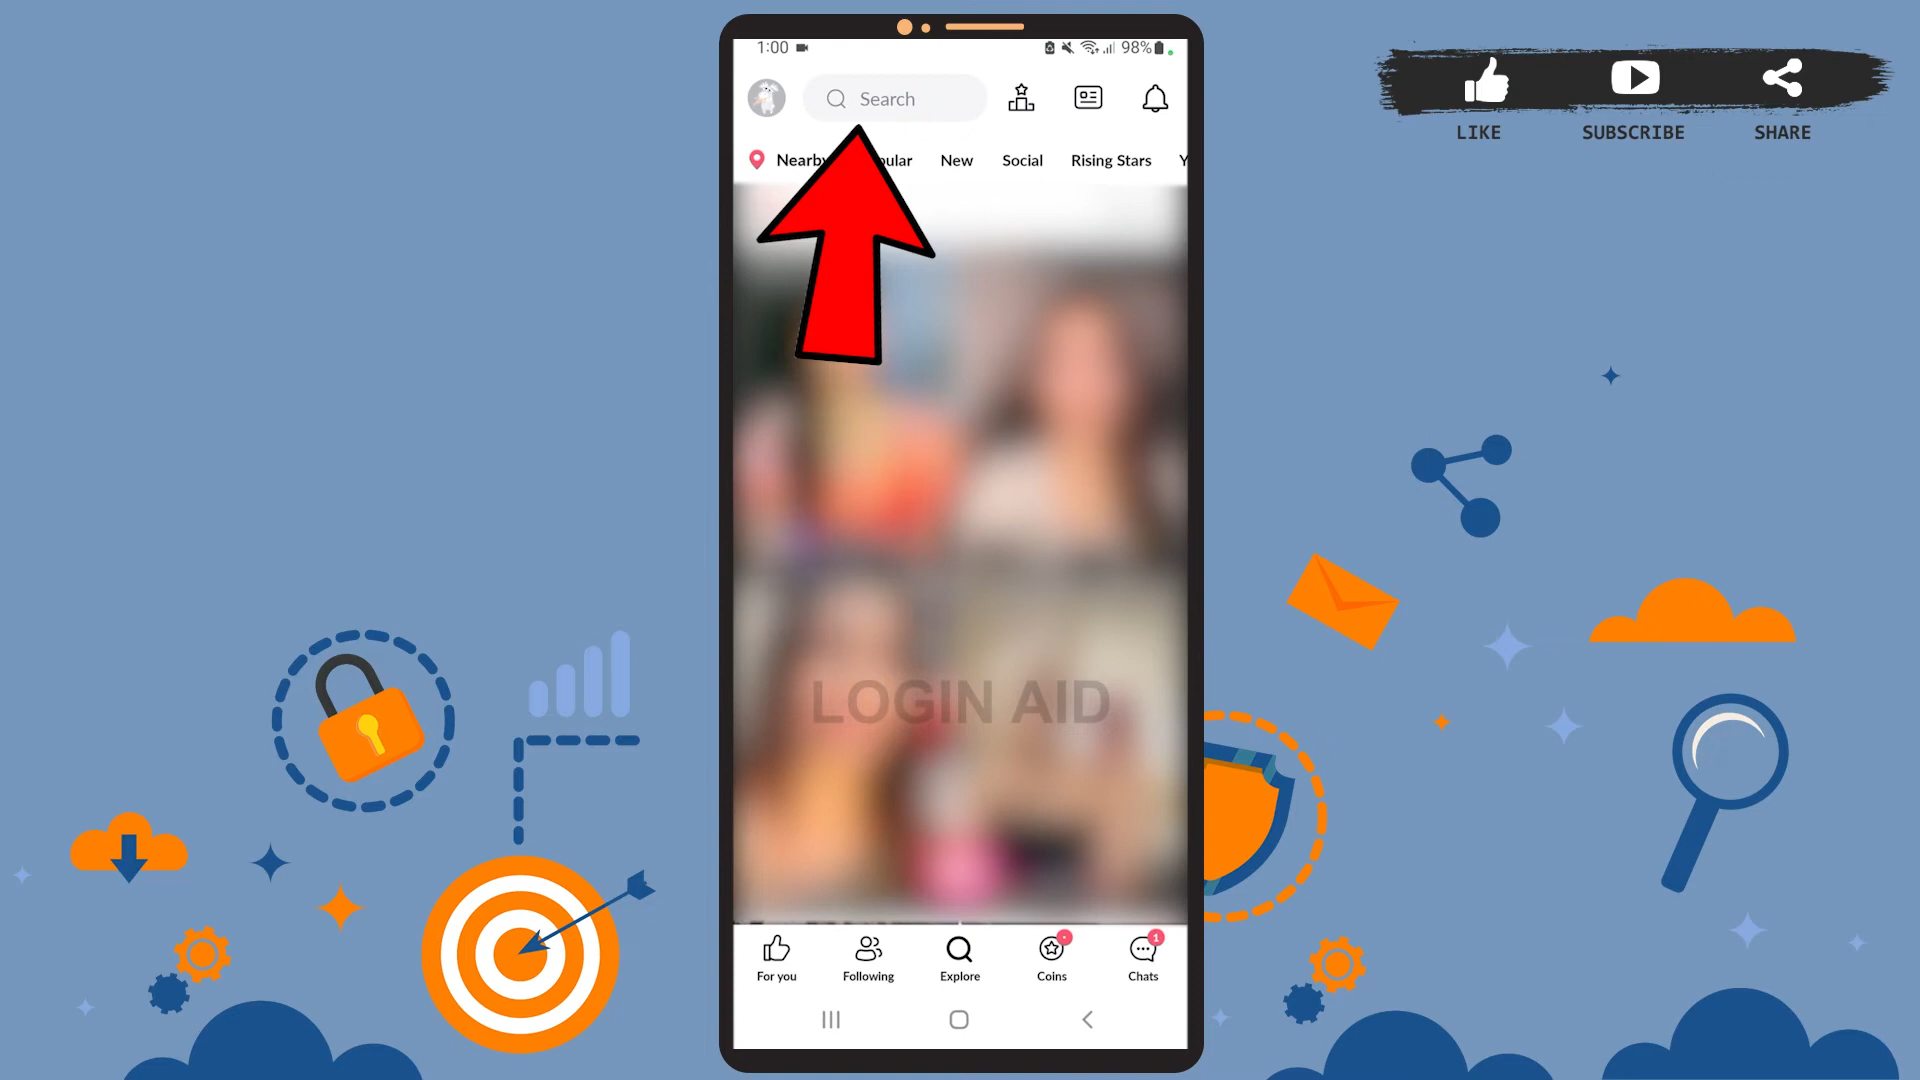 1:00
98%
Search
Nearby
pular
New
Social
Rising Stars
Y
LIKE
SUBSCRIBE
SHARE
LOGIN AID
For you
Following
Explore
Coins
1
Chats